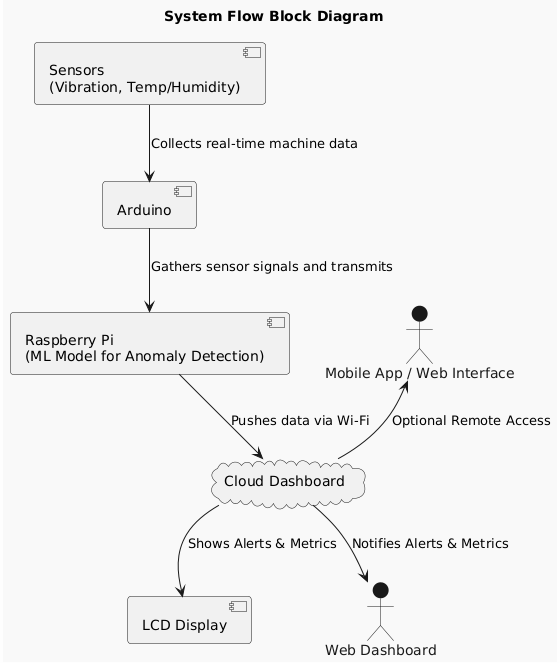 System Flow Block Diagram
Sensors
(Vibration, Temp/Humidity)
Collects real-time machine data
Arduino
Gathers sensor signals and transmits
Raspberry Pi
(ML Model for Anomaly Detection)
Mobile App / Web Interface
Pushes data via Wi-Fi
Optional Remote Access
Cloud Dashboard
Shows Alerts & Metrics
Notifies Alerts & Metrics
LCD Display
Web Dashboard